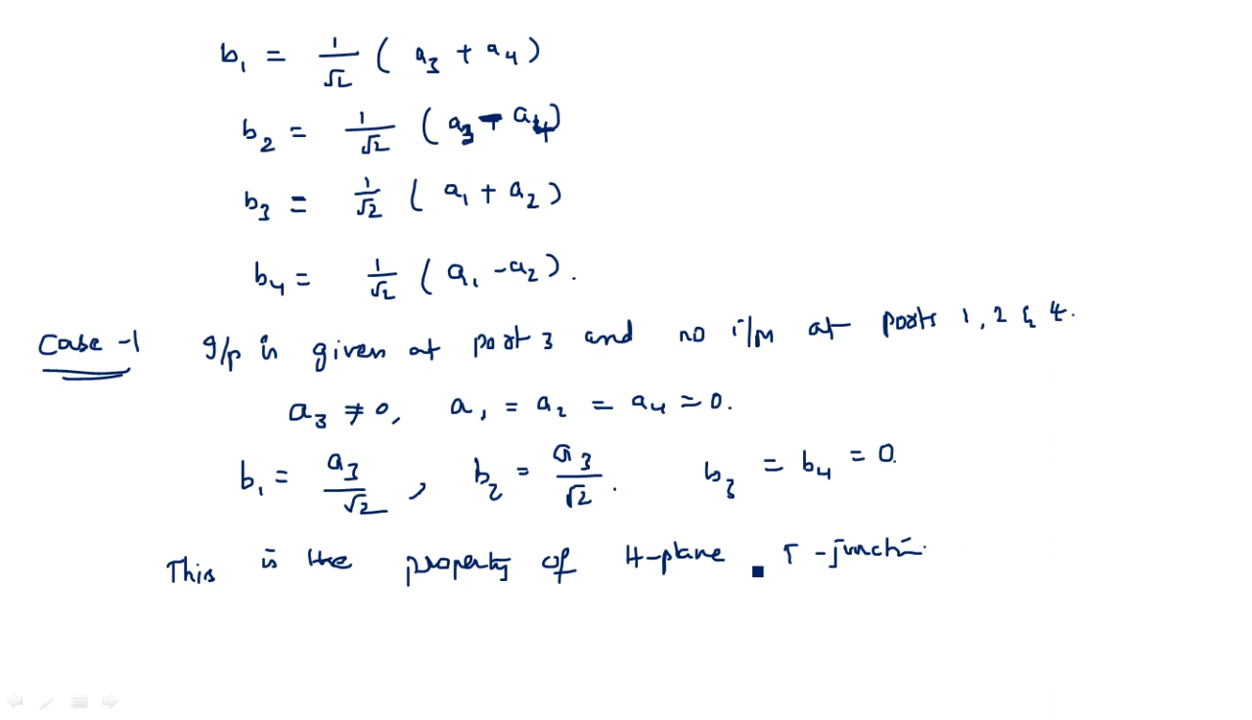 b₁ = 1/√2 ( a₃ + a₄ )
b₂ = 1/√2 ( a₃ - a₄ )
b₃ = 1/√2 ( a₁ + a₂ )
b₄ = 1/√2 ( a₁ - a₂ ).
Case -1 I/p is given at port 3 and no i/p at ports 1, 2 & 4.
a₃ ≠ 0, a₁ = a₂ = a₄ = 0.
b₁ = a₃/√2 , b₂ = a₃/√2 . b₃ = b₄ = 0.
This is the property of H-plane T-junction.